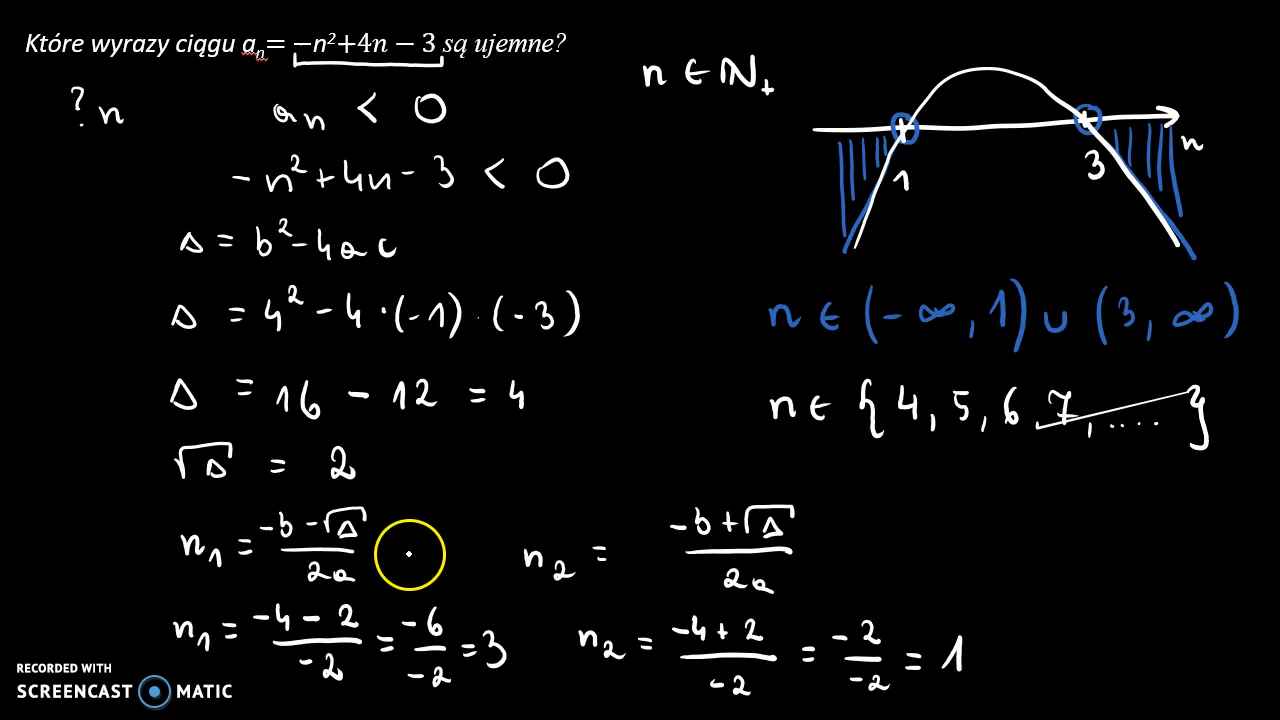 Które wyrazy ciągu aₙ= −n²+4n − 3 są ujemne?
? n
aₙ < 0
-n²+4n-3 < 0
Δ = b²-4ac
Δ = 4² - 4·(-1)·(-3)
Δ = 16 - 12 = 4
√Δ = 2
n₁ = (-b-√Δ)/2a
n₂ = (-b+√Δ)/2a
n₁ = (-4-2)/-2 = -6/-2 = 3
n₂ = (-4+2)/-2 = -2/-2 = 1
n ∈ ℕ₊
1
3
n
n ∈ (-∞, 1) ∪ (3, ∞)
n ∈ {4, 5, 6, 7, .... }
RECORDED WITH
SCREENCAST MATIC